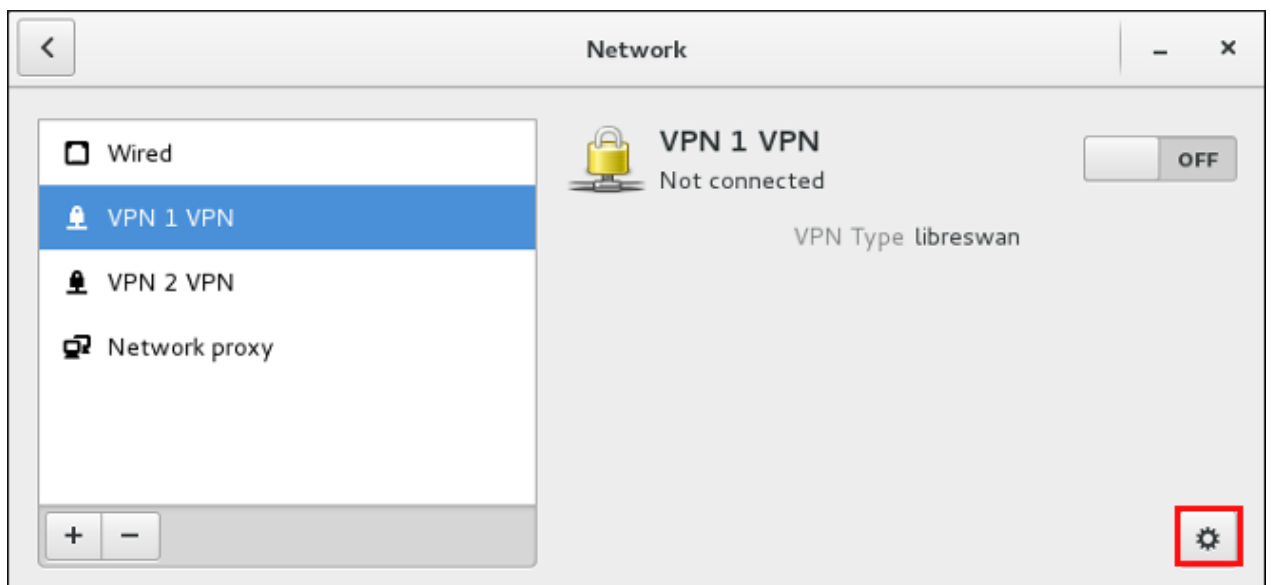 Network
Wired
VPN 1 VPN
VPN 2 VPN
Network proxy
VPN 1 VPN
OFF
Not connected
VPN Type libreswan